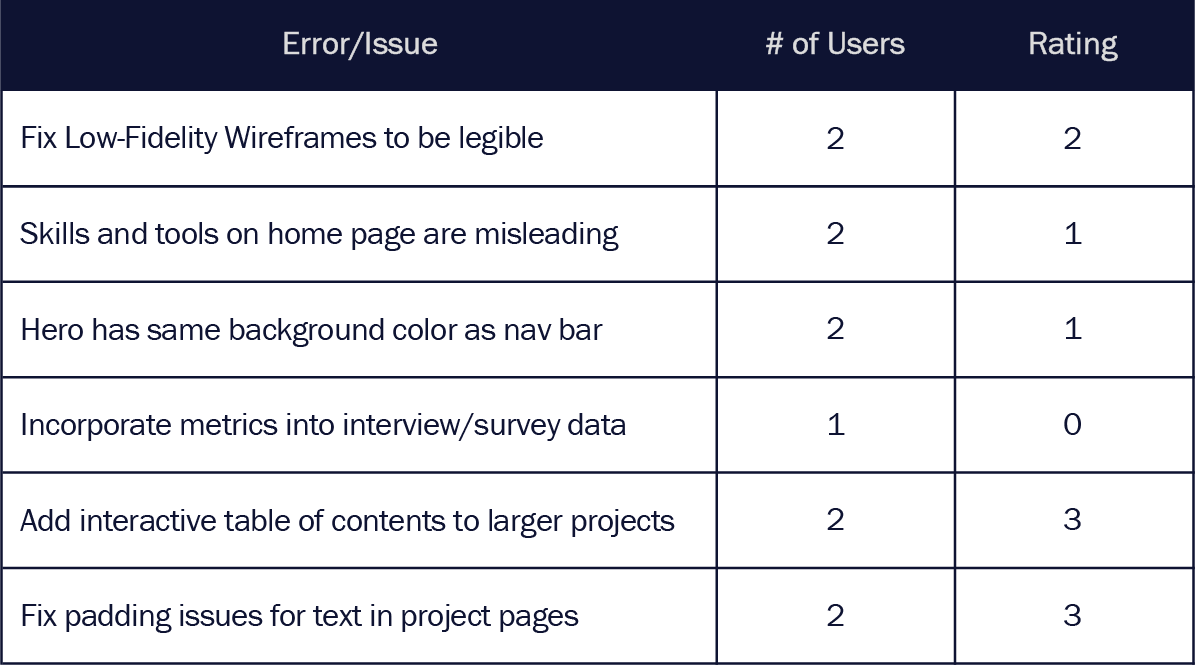 Error/Issue # of Users Rating
Fix Low-Fidelity Wireframes to be legible 2 2
Skills and tools on home page are misleading 2 1
Hero has same background color as nav bar 2 1
Incorporate metrics into interview/survey data 1 0
Add interactive table of contents to larger projects 2 3
Fix padding issues for text in project pages 2 3